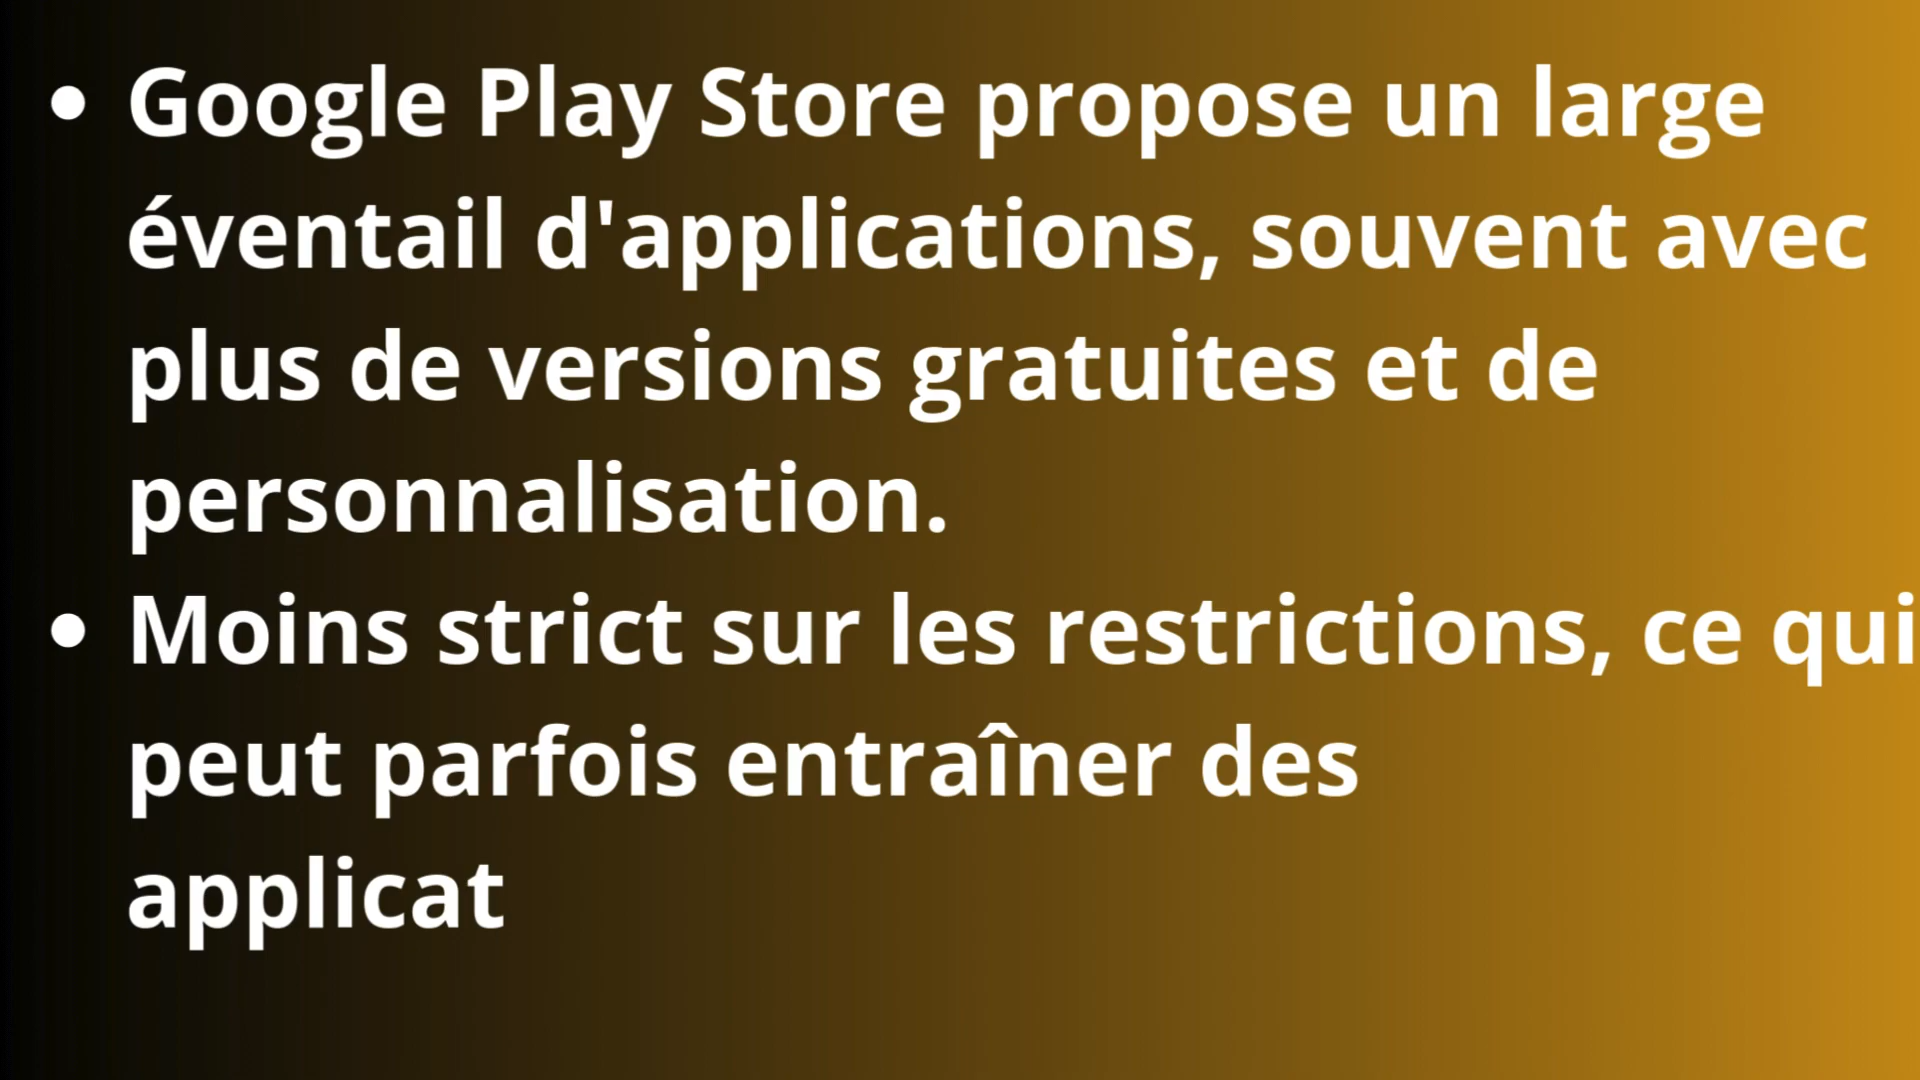 • Google Play Store propose un large
éventail d'applications, souvent avec
plus de versions gratuites et de
personnalisation.
• Moins strict sur les restrictions, ce qui
peut parfois entraîner des
applicat